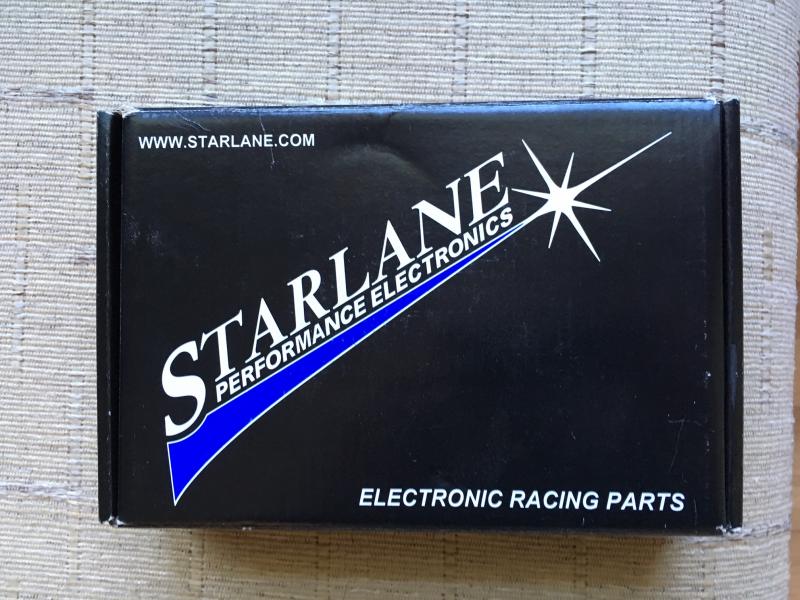 WWW.STARLANE.COM
STARLANE
PERFORMANCE ELECTRONICS
ELECTRONIC RACING PARTS